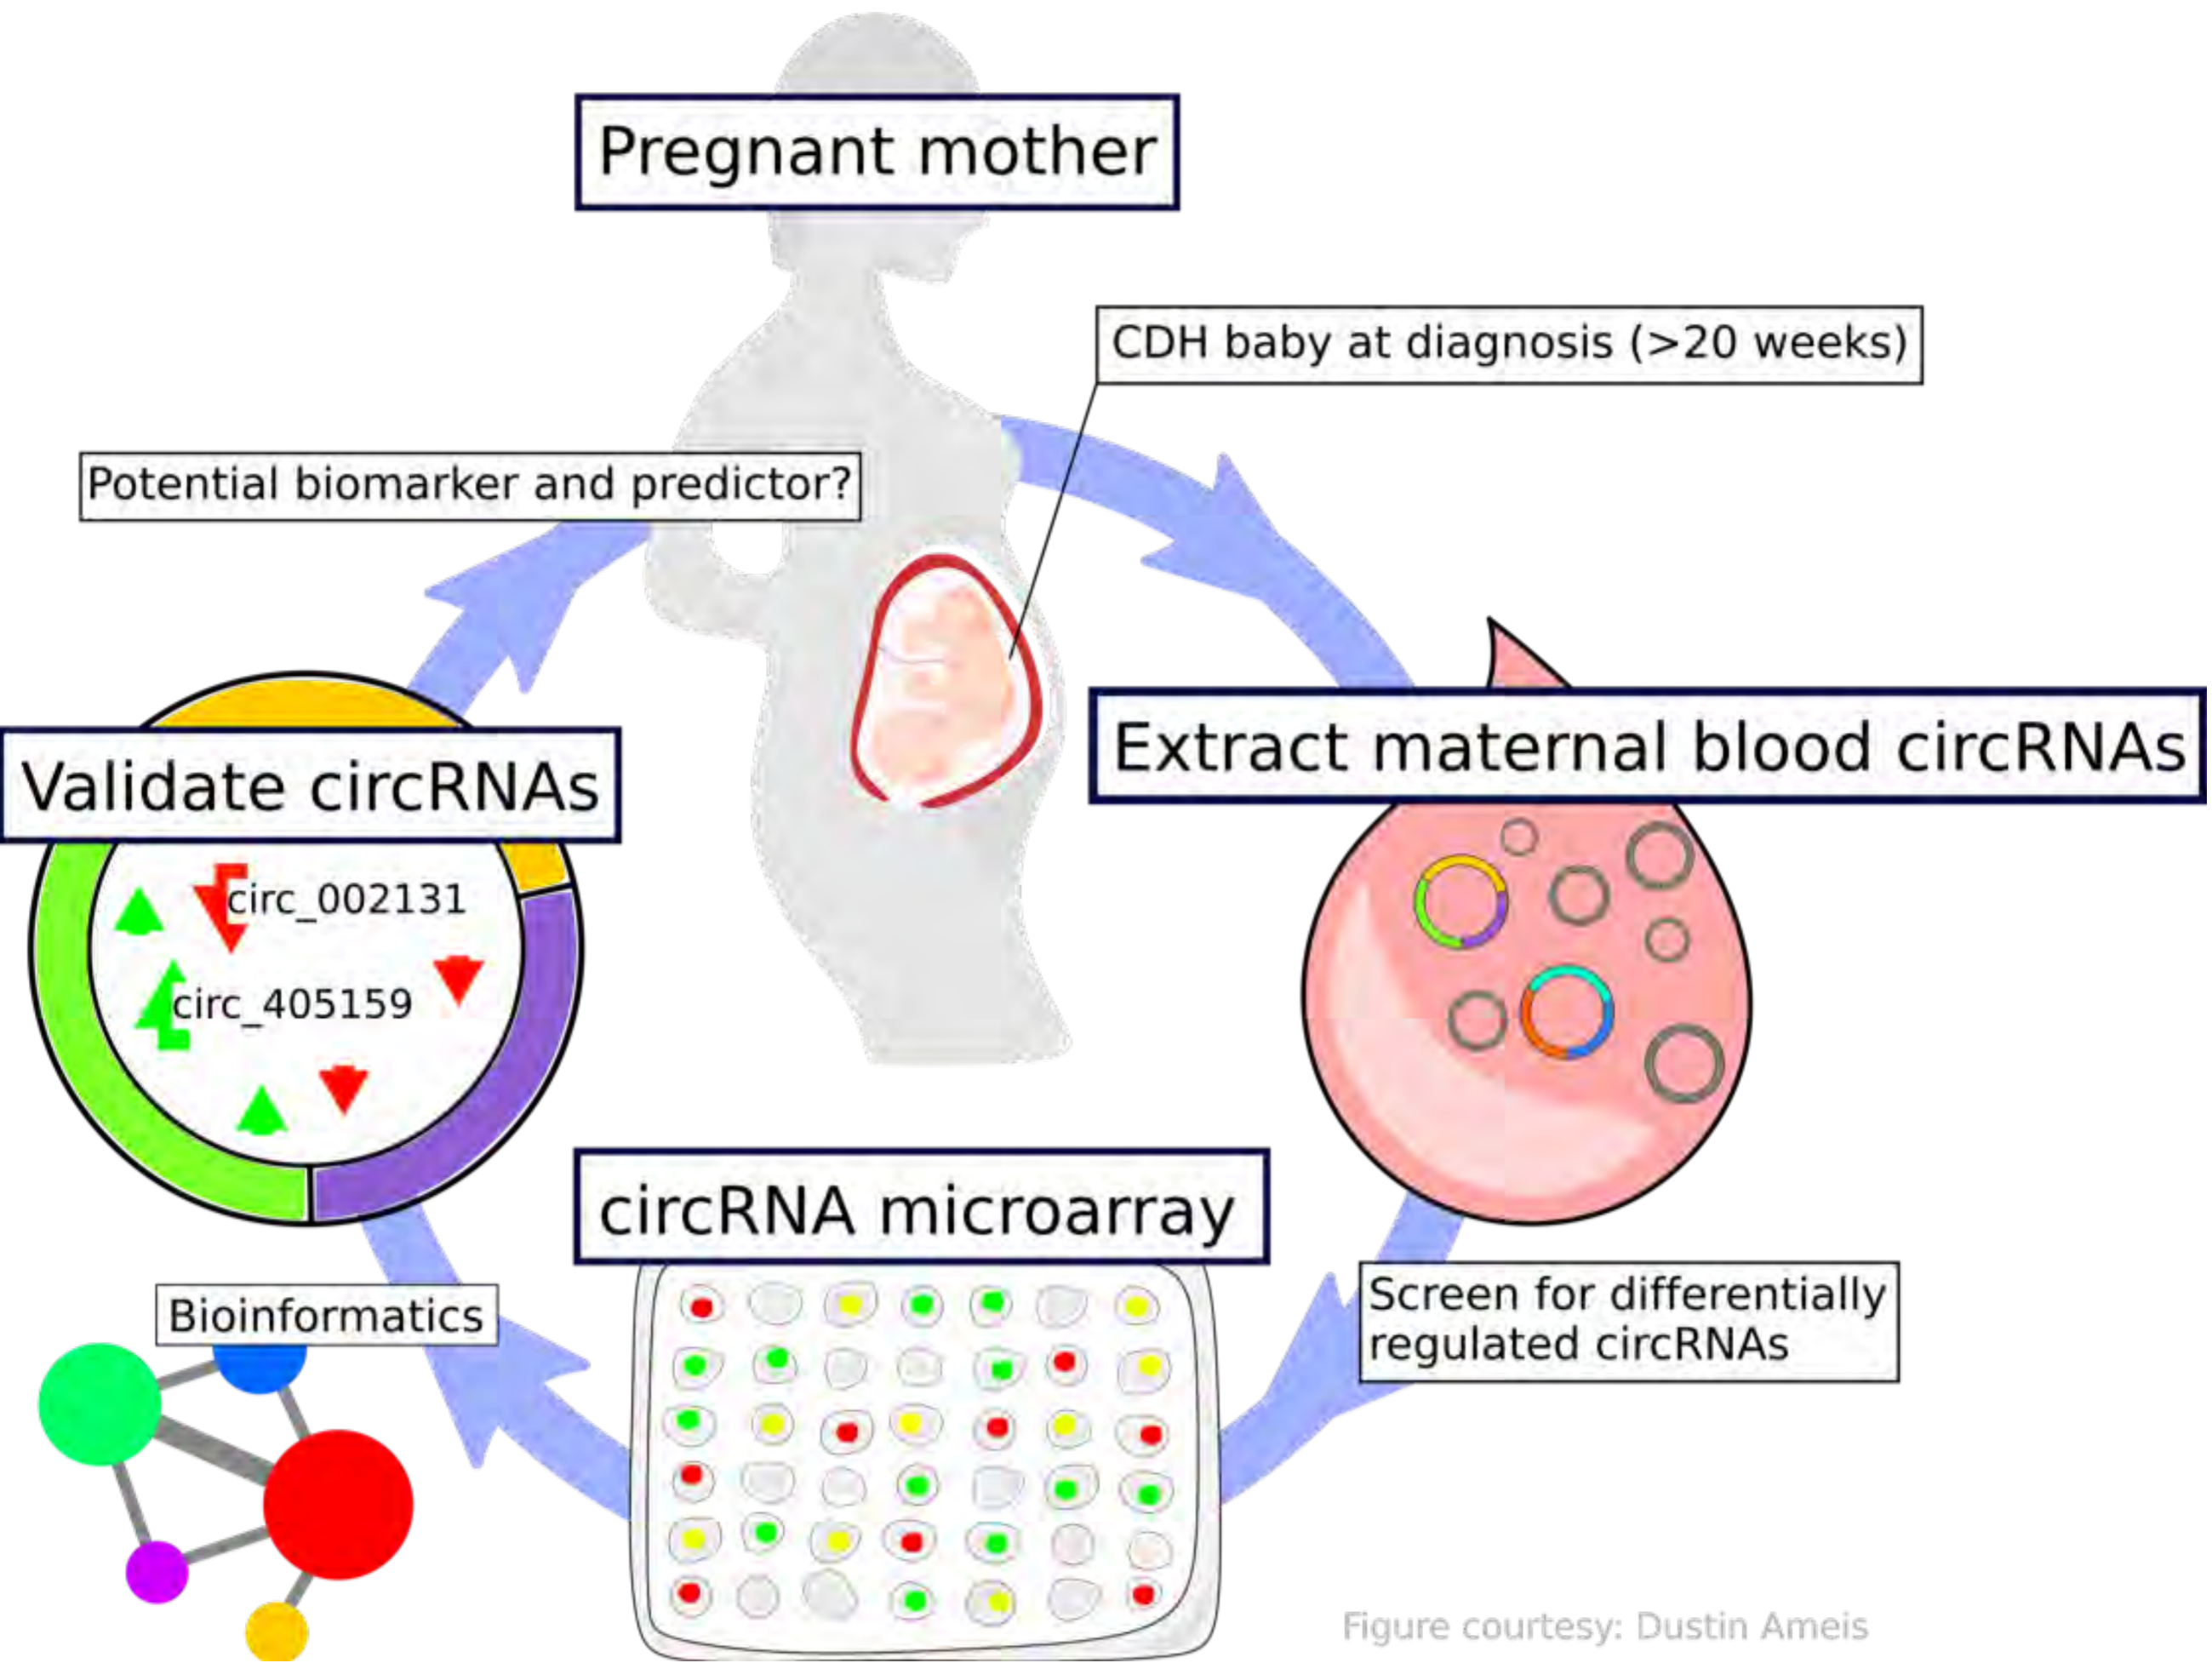 Pregnant mother
CDH baby at diagnosis (>20 weeks)
Potential biomarker and predictor?
Extract maternal blood circRNAs
Validate circRNAs
circ_002131
circ_405159
circRNA microarray
Screen for differentially
regulated circRNAs
Bioinformatics
Figure courtesy: Dustin Ameis